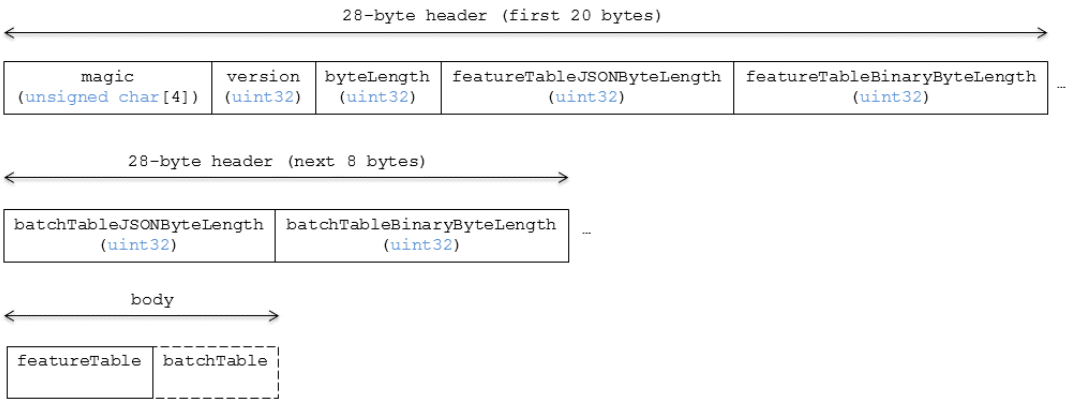 28-byte header (first 20 bytes)
magic version byteLength featureTableJSONByteLength featureTableBinaryByteLength
(unsigned char[4]) (uint32) (uint32) (uint32) (uint32) …
28-byte header (next 8 bytes)
batchTableJSONByteLength batchTableBinaryByteLength
(uint32) (uint32) …
body
featureTable batchTable